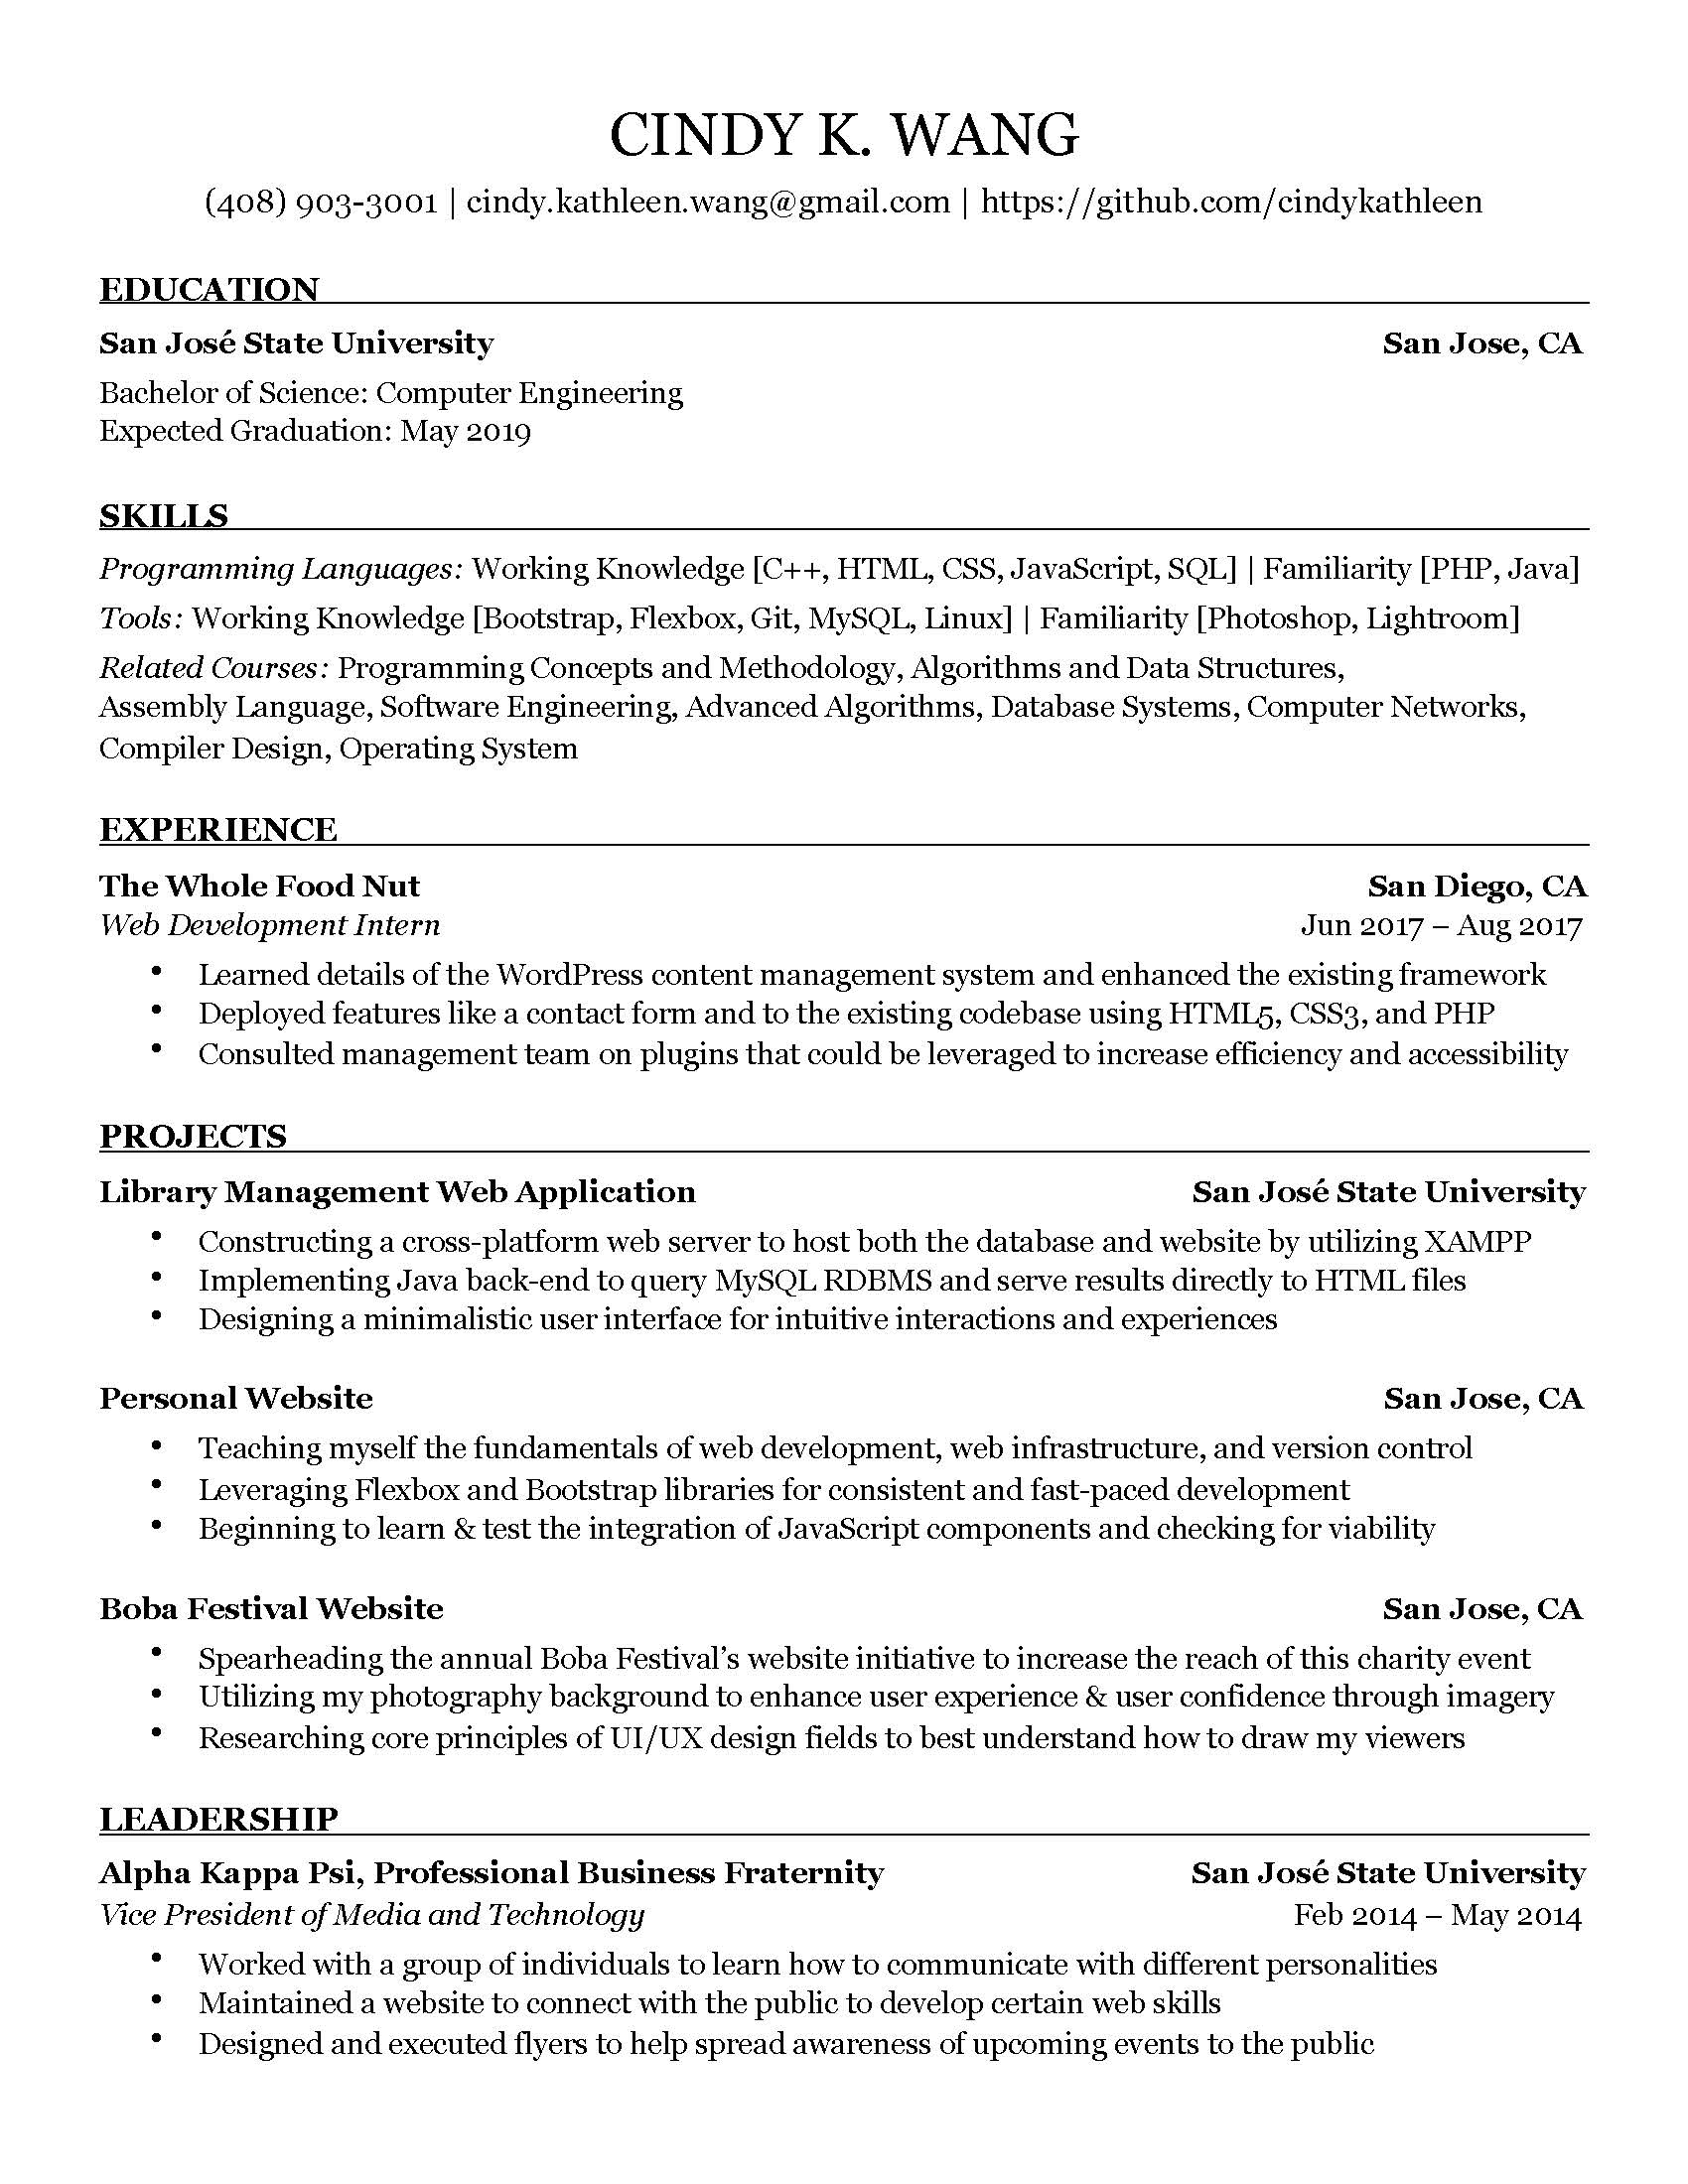 CINDY K. WANG
(408) 903-3001 | cindy.kathleen.wang@gmail.com | https://github.com/cindykathleen
EDUCATION
San José State University San Jose, CA
Bachelor of Science: Computer Engineering
Expected Graduation: May 2019
SKILLS
Programming Languages: Working Knowledge [C++, HTML, CSS, JavaScript, SQL] | Familiarity [PHP, Java]
Tools: Working Knowledge [Bootstrap, Flexbox, Git, MySQL, Linux] | Familiarity [Photoshop, Lightroom]
Related Courses: Programming Concepts and Methodology, Algorithms and Data Structures,
Assembly Language, Software Engineering, Advanced Algorithms, Database Systems, Computer Networks,
Compiler Design, Operating System
EXPERIENCE
The Whole Food Nut San Diego, CA
Web Development Intern Jun 2017 – Aug 2017
• Learned details of the WordPress content management system and enhanced the existing framework
• Deployed features like a contact form and to the existing codebase using HTML5, CSS3, and PHP
• Consulted management team on plugins that could be leveraged to increase efficiency and accessibility
PROJECTS
Library Management Web Application San José State University
• Constructing a cross-platform web server to host both the database and website by utilizing XAMPP
• Implementing Java back-end to query MySQL RDBMS and serve results directly to HTML files
• Designing a minimalistic user interface for intuitive interactions and experiences
Personal Website San Jose, CA
• Teaching myself the fundamentals of web development, web infrastructure, and version control
• Leveraging Flexbox and Bootstrap libraries for consistent and fast-paced development
• Beginning to learn & test the integration of JavaScript components and checking for viability
Boba Festival Website San Jose, CA
• Spearheading the annual Boba Festival’s website initiative to increase the reach of this charity event
• Utilizing my photography background to enhance user experience & user confidence through imagery
• Researching core principles of UI/UX design fields to best understand how to draw my viewers
LEADERSHIP
Alpha Kappa Psi, Professional Business Fraternity San José State University
Vice President of Media and Technology Feb 2014 – May 2014
• Worked with a group of individuals to learn how to communicate with different personalities
• Maintained a website to connect with the public to develop certain web skills
• Designed and executed flyers to help spread awareness of upcoming events to the public